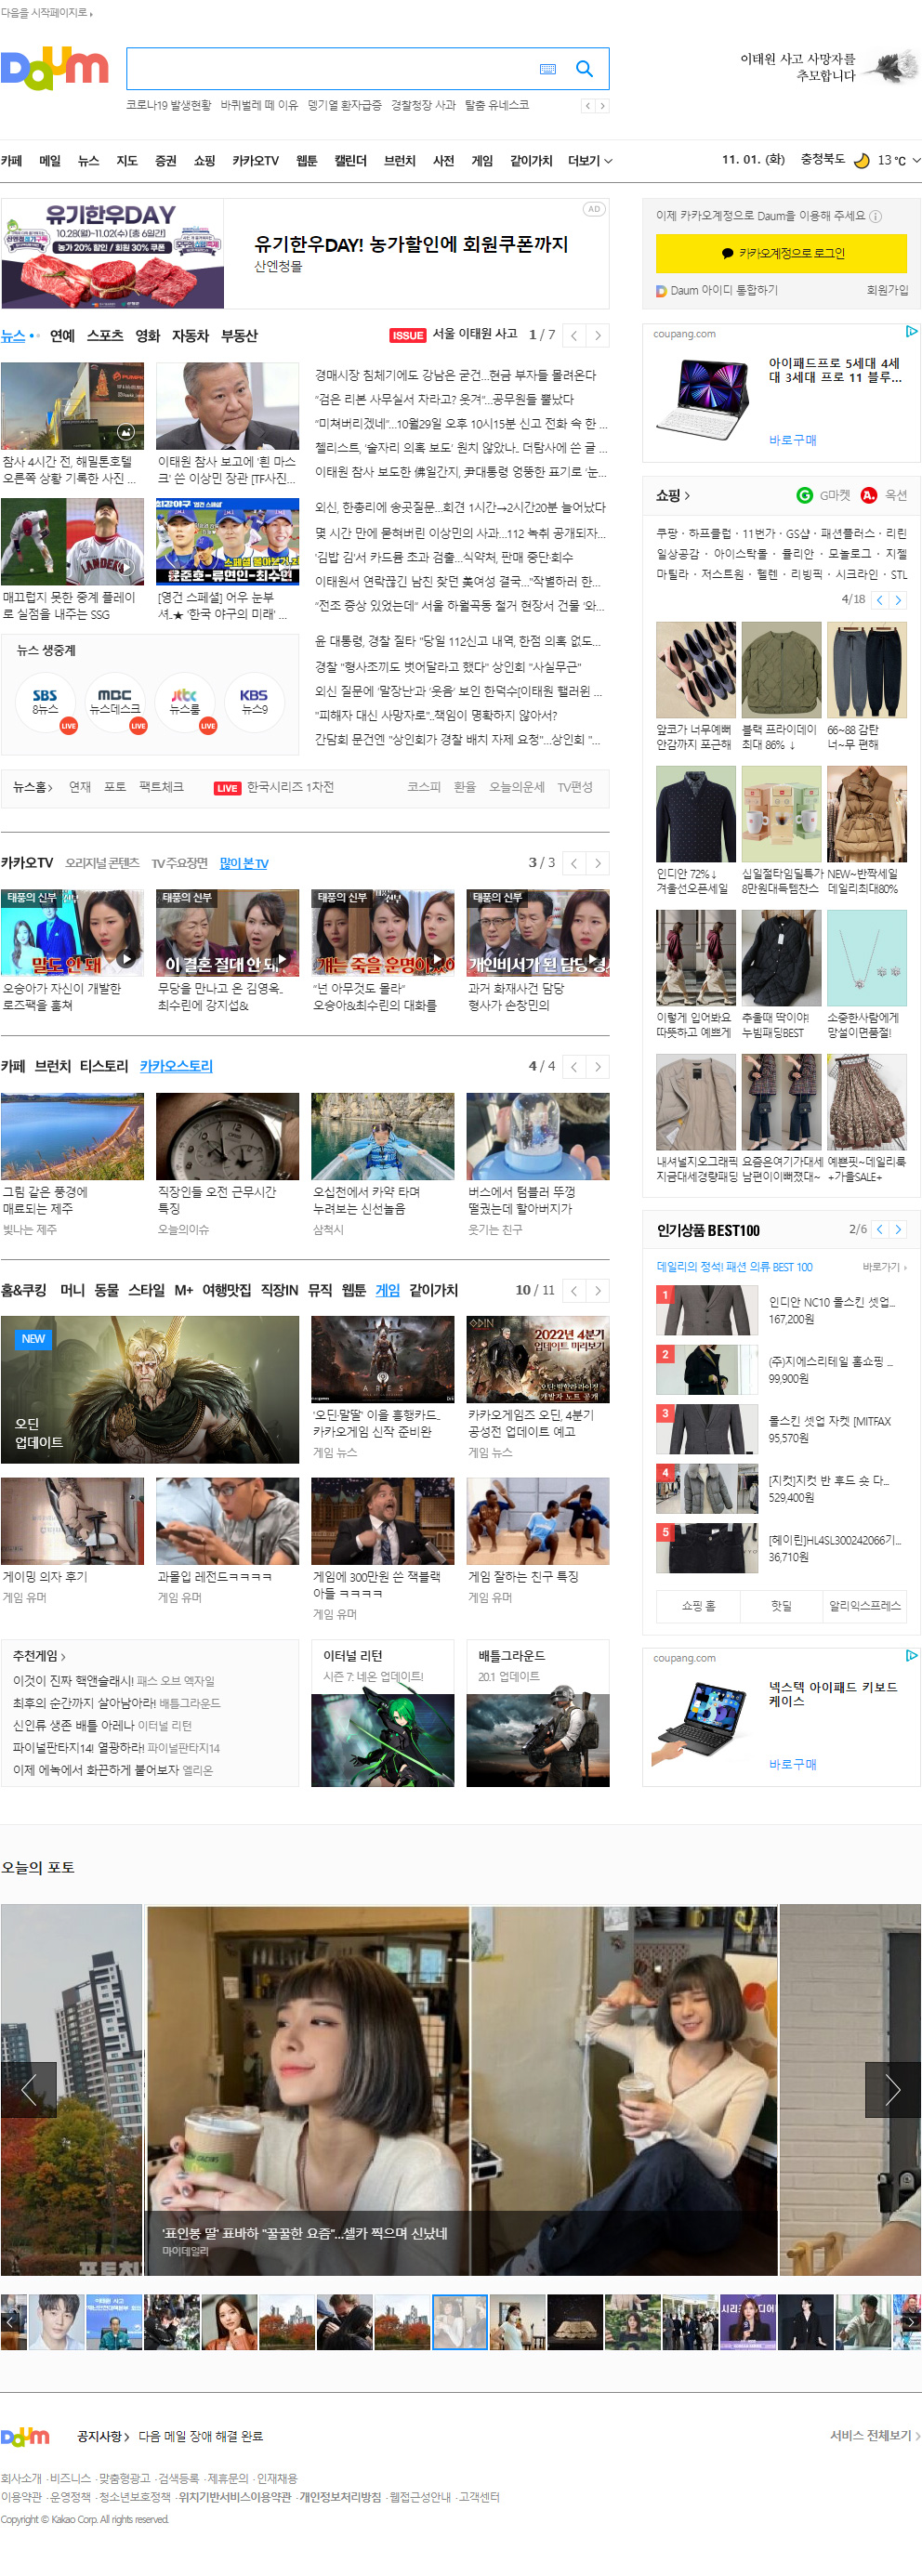 다음을 시작페이지로
Daum
이태원 사고 사망자를
추모합니다
코로나19 발생현황 바퀴벌레 떼 이유 뎅기열 환자급증 경찰청장 사과 탈춤 유네스코
카페 메일 뉴스 지도 증권 쇼핑 카카오TV 웹툰 캘린더 브런치 사전 게임 같이가치 더보기
11. 01. (화) 충청북도 13 ℃
유기한우DAY
10.28(월)~11.02(수) [총 6일간]
농가 20% 할인 / 회원 30% 쿠폰
AD
유기한우DAY! 농가할인에 회원쿠폰까지
산엔청몰
이제 카카오계정으로 Daum을 이용해 주세요
카카오계정으로 로그인
Daum 아이디 통합하기
회원가입
뉴스 연예 스포츠 영화 자동차 부동산
ISSUE 서울 이태원 사고 1 / 7
참사 4시간 전, 해밀톤호텔
오른쪽 상황 기록한 사진 ...
이태원 참사 보고에 '흰 마스
크' 쓴 이상민 장관 [TF사진...
매끄럽지 못한 중계 플레이
로 실점을 내주는 SSG
윤준호-류현인-최수현
[영건 스페셜] 어우 눈부
셔..★ '한국 야구의 미래' ...
경매시장 침체기에도 강남은 굳건...현금 부자들 몰려온다
"검은 리본 사무실서 자라고? 웃겨"...공무원들 뿔났다
"미쳐버리겠네"...10월29일 오후 10시15분 신고 전화 속 한 ...
첼리스트, '술자리 의혹 보도' 원치 않았나.. 더탐사에 쓴 글 ...
이태원 참사 보도한 佛일간지, 尹대통령 엉뚱한 표기로 '눈...
외신, 한총리에 송곳질문...회견 1시간→2시간20분 늘어났다
몇 시간 만에 뒤혀버린 이상민의 사과...112 녹취 공개되자...
'김밥 김'서 카드뮴 초과 검출...식약처, 판매 중단·회수
이태원서 연락끊긴 남친 찾던 美여성 결국..."작별하러 한...
"전조 증상 있었는데" 서울 하월곡동 철거 현장서 건물 '와...
윤 대통령, 경찰 질타 "당일 112신고 내역, 한점 의혹 없도...
경찰 "형사조끼도 벗어달라고 했다" 상인회 "사실무근"
외신 질문에 '말장난'과 '웃음' 보인 한덕수[이태원 핼러윈 ...
"피해자 대신 사망자로"..책임이 명확하지 않아서?
간담회 문건엔 "상인회가 경찰 배치 자제 요청"...상인회 "...
뉴스 생중계
SBS
8뉴스
LIVE
MBC
뉴스데스크
LIVE
jtbc
뉴스룸
LIVE
KBS
뉴스9
뉴스홈 연재 포토 팩트체크 LIVE 한국시리즈 1차전 코스피 환율 오늘의운세 TV편성
카카오TV 오리지널 콘텐츠 TV 주요장면 많이 본 TV 3 / 3
태풍의 신부
말도 안 돼
오승아가 자신이 개발한
로즈팩을 훔쳐
태풍의 신부
이 결혼 절대 안 돼
무당을 만나고 온 김영옥..
최수린에 강지섭&
걔는 죽을 운명이었어
"넌 아무것도 몰라"
오승아&최수린의 대화를
태풍의 신부
개인비서가 된 담당 형사
과거 화재사건 담당
형사가 손창민의
카페 브런치 티스토리 카카오스토리 4 / 4
그림 같은 풍경에
매료되는 제주
빛나는 제주
직장인들 오전 근무시간
특징
오늘의이슈
오십천에서 카약 타며
누려보는 신선놀음
삼척시
버스에서 텀블러 뚜껑
떨궜는데 할아버지가
웃기는 친구
홈&쿠킹 머니 동물 스타일 M+ 여행맛집 직장IN 뮤직 웹툰 게임 같이가치 10 / 11
NEW
오딘
업데이트
ARES
'오딘·말딸' 이을 흥행카드..
카카오게임 신작 준비완
게임 뉴스
ODIN
2022년 4분기
업데이트 미리보기
개발자 노트 공개
카카오게임즈 오딘, 4분기
공성전 업데이트 예고
게임 뉴스
게이밍 의자 후기
게임 유머
과몰입 레전드ㅋㅋㅋㅋ
게임 유머
게임에 300만원 쓴 잭블랙
아들 ㅋㅋㅋㅋ
게임 유머
게임 잘하는 친구 특징
게임 유머
추천게임
이것이 진짜 핵앤슬래시! 패스 오브 엑자일
최후의 순간까지 살아남아라! 배틀그라운드
신인류 생존 배틀 아레나 이터널 리턴
파이널판타지14! 열광하라! 파이널판타지14
이제 에녹에서 화끈하게 붙어보자 엘리온
이터널 리턴
시즌 7: 네온 업데이트!
배틀그라운드
20.1 업데이트
coupang.com
아이패드프로 5세대 4세
대 3세대 프로 11 블루...
바로구매
쇼핑 G G마켓 A. 옥션
쿠팡 · 하프클럽 · 11번가 · GS샵 · 패션플러스 · 리린
일상공감 · 아이스탁몰 · 플리안 · 모놀로그 · 지젤
마틸라 · 저스트원 · 헬렌 · 리빙픽 · 시크라인 · STL
4/18
앞코가 너무예뻐
안감까지 포근해
블랙 프라이데이
최대 86% ↓
66~88 감탄
너~무 편해
인디안 72%↓
겨울선오픈세일
십일절타임딜특가
8만원대득템찬스
NEW~반짝세일
데일리최대80%
이렇게 입어봐요
따뜻하고 예쁘게
추울때 딱이야!
누빔패딩BEST
소중한사람에게
망설이면품절!
내셔널지오그래픽
지금대세경량패딩
요즘은여기가대세
남편이이뻐졌대~
예쁜핏~데일리룩
+가을SALE+
인기상품 BEST100 2/6
데일리의 정석! 패션 의류 BEST 100 바로가기
1
인디안 NC10 몰스킨 셋업...
167,200원
2
(주)지에스리테일 홈쇼핑 ...
99,900원
3
몰스킨 셋업 자켓 [MITFAX
95,570원
4
[지컷]지컷 반 후드 숏 다...
529,400원
5
[헤이린]HL4SL300242066기...
36,710원
쇼핑 홈 핫딜 알리익스프레스
coupang.com
넥스텍 아이패드 키보드
케이스
바로구매
오늘의 포토
'표인봉 딸' 표바하 "꿀꿀한 요즘"...셀카 찍으며 신났네
마이데일리
Daum 공지사항 다음 메일 장애 해결 완료 서비스 전체보기
회사소개 · 비즈니스 · 맞춤형광고 · 검색등록 · 제휴문의 · 인재채용
이용약관 · 운영정책 · 청소년보호정책 · 위치기반서비스이용약관 · 개인정보처리방침 · 웹접근성안내 · 고객센터
Copyright © Kakao Corp. All rights reserved.